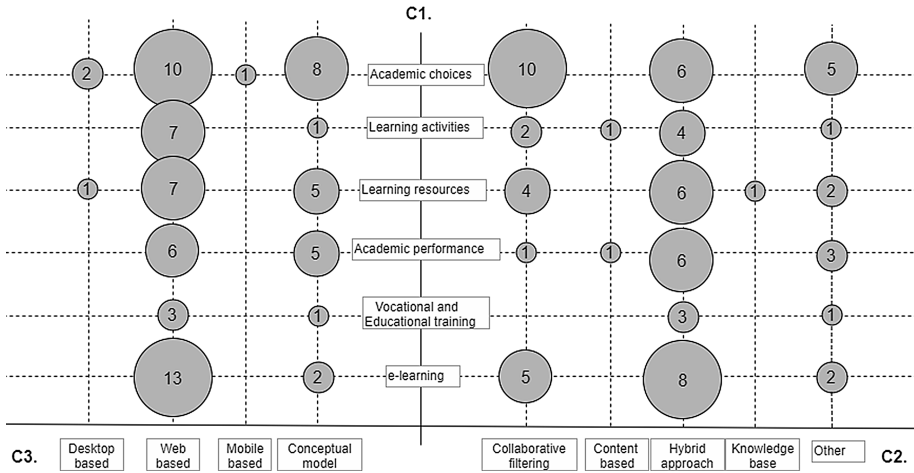 C1.
2 10 1 8 Academic choices 10 6 5
7 1 Learning activities 2 1 4 1
1 7 5 Learning resources 4 6 1 2
6 5 Academic performance 1 1 6 3
3 1 Vocational and
Educational training 3 1
13 2 e-learning 5 8 2
C3. Desktop
based Web
based Mobile
based Conceptual
model Collaborative
filtering Content
based Hybrid
approach Knowledge
base Other C2.